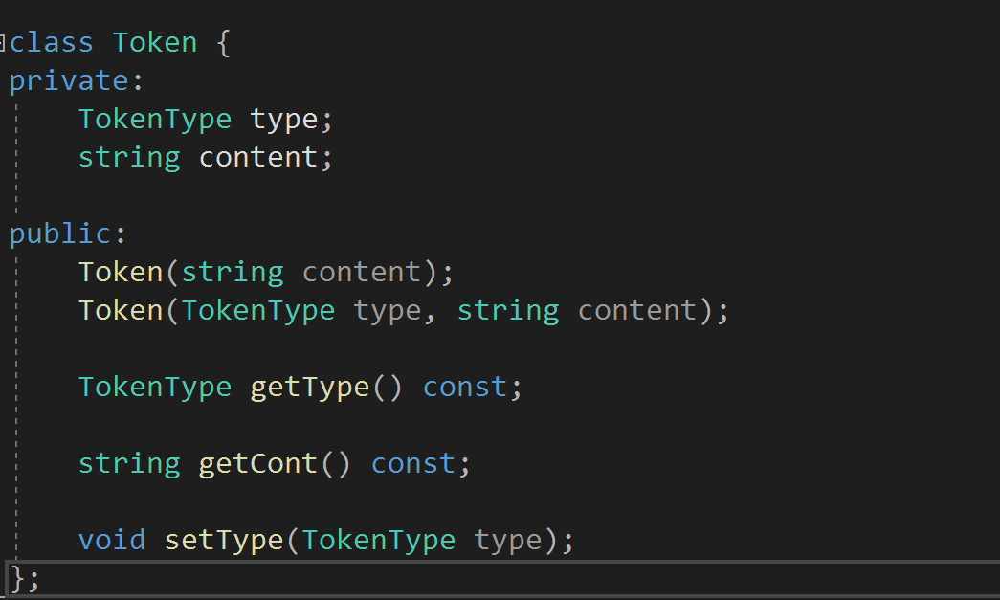 class Token {
private:
    TokenType type;
    string content;

public:
    Token(string content);
    Token(TokenType type, string content);

    TokenType getType() const;

    string getCont() const;

    void setType(TokenType type);
};